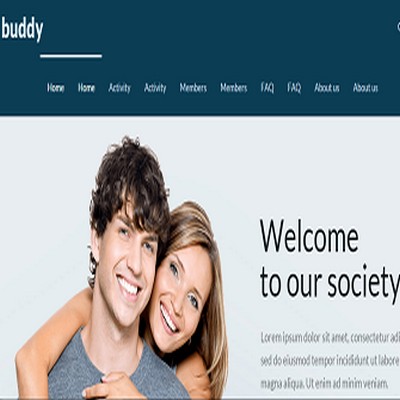 buddy
Home Home Activity Activity Members Members FAQ FAQ About us About us
Welcome
to our society
Lorem ipsum dolor sit amet, consectetur adi
sed do eiusmod tempor incididunt ut labore
magna aliqua. Ut enim ad minim veniam.